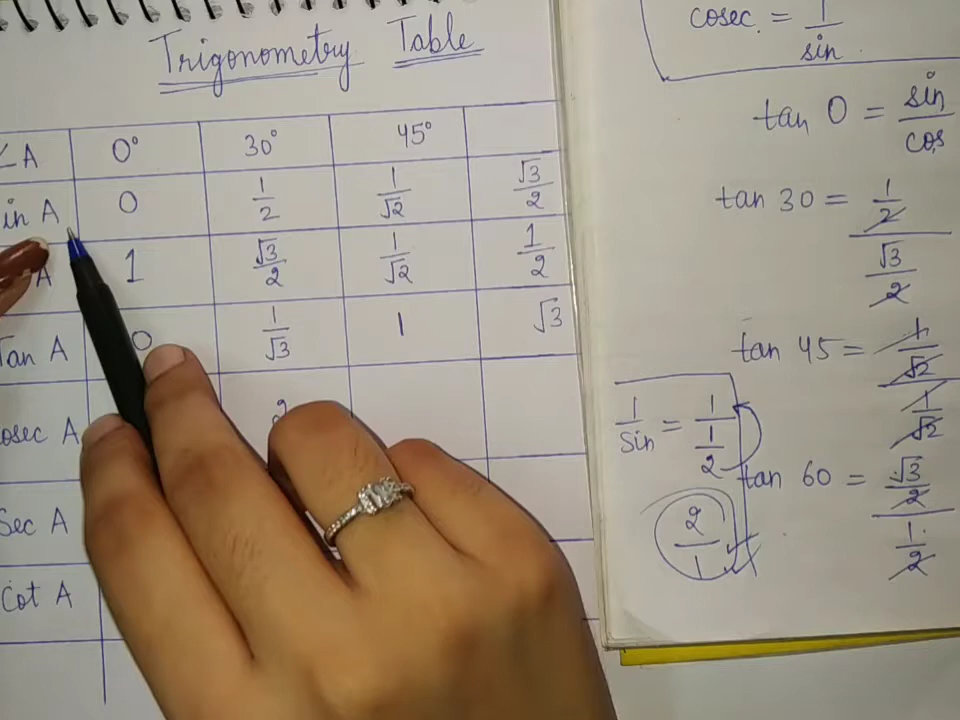 Trigonometry Table
∠A 0° 30° 45°
in A 0 1/2 1/√2 √3/2
A 1 √3/2 1/√2 1/2
Tan A 0 1/√3 1 √3
osec A 2
Sec A
Cot A
cosec = 1/sin
tan 0 = sin/cos
tan 30 = (1/2)/(√3/2)
tan 45 = (1/√2)/(1/√2)
1/sin = 1/(1/2)
2/1
tan 60 = (√3/2)/(1/2)